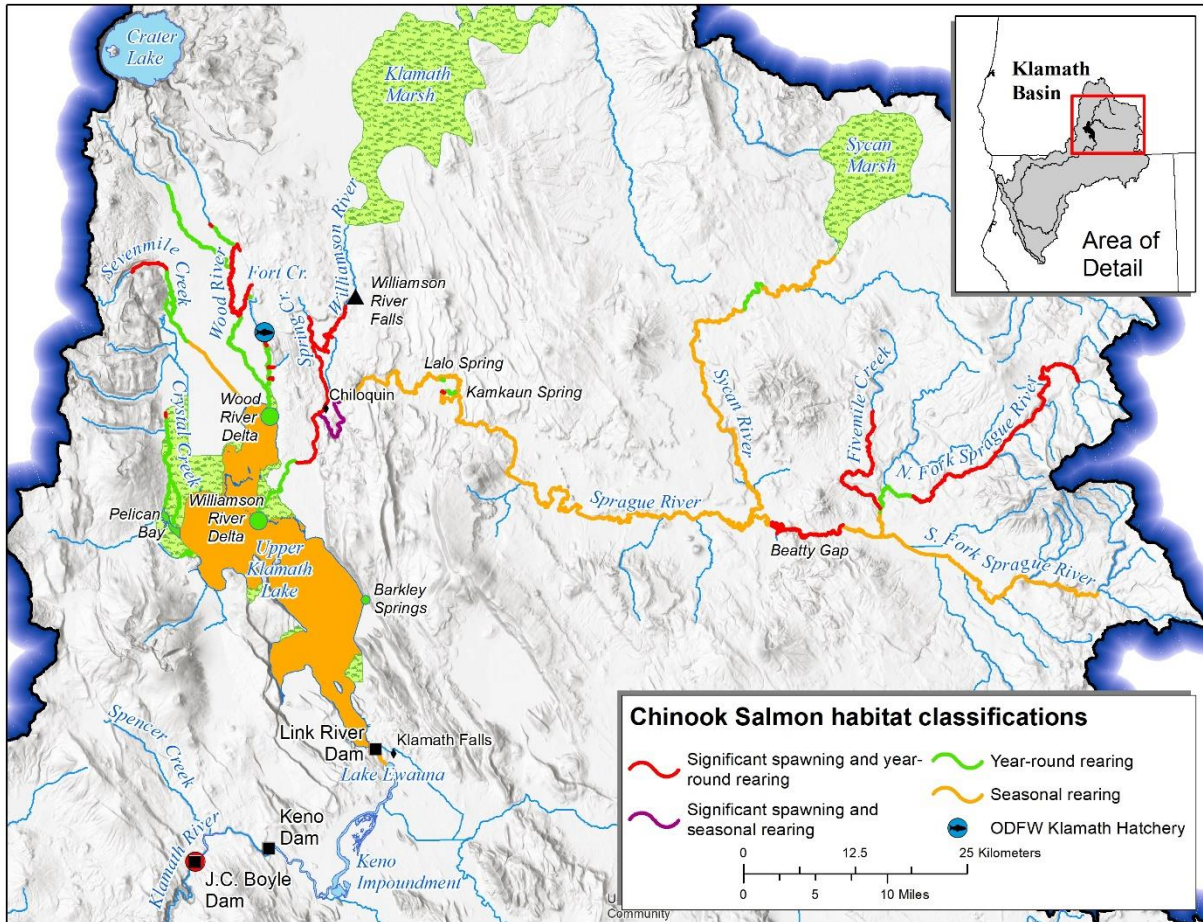 Crater
Lake
Klamath
Marsh
Klamath
Basin
Area of
Detail
Sycan
Marsh
Williamson River
Sevenmile
Creek
Wood River
Fort Cr.
Spring Cr.
Williamson
River
Falls
Lalo Spring
Kamkaun Spring
Chiloquin
Wood
River
Delta
Crystal Creek
Sycan River
Fivemile Creek
N. Fork Sprague River
Sprague River
Beatty Gap
S. Fork Sprague River
Pelican
Bay
Williamson
River
Delta
Upper
Klamath
Lake
Barkley
Springs
Link River
Dam
Klamath Falls
Lake Ewauna
Spencer Creek
Keno
Dam
Klamath River
J.C. Boyle
Dam
Keno
Impoundment
Chinook Salmon habitat classifications
Significant spawning and year-
round rearing
Significant spawning and
seasonal rearing
Year-round rearing
Seasonal rearing
ODFW Klamath Hatchery
0 12.5 25 Kilometers
0 5 10 Miles
U
Community